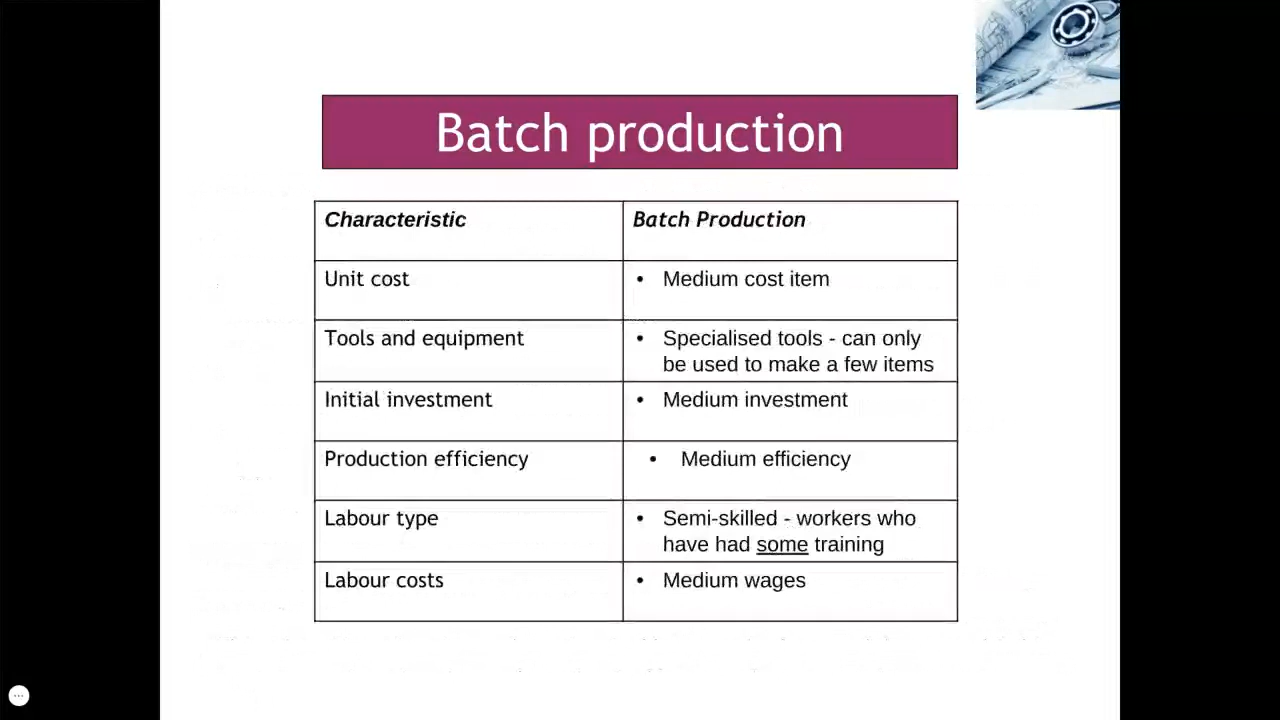 Batch production
Characteristic
Batch Production
Unit cost
• Medium cost item
Tools and equipment
• Specialised tools - can only
be used to make a few items
Initial investment
• Medium investment
Production efficiency
• Medium efficiency
Labour type
• Semi-skilled - workers who
have had some training
Labour costs
• Medium wages